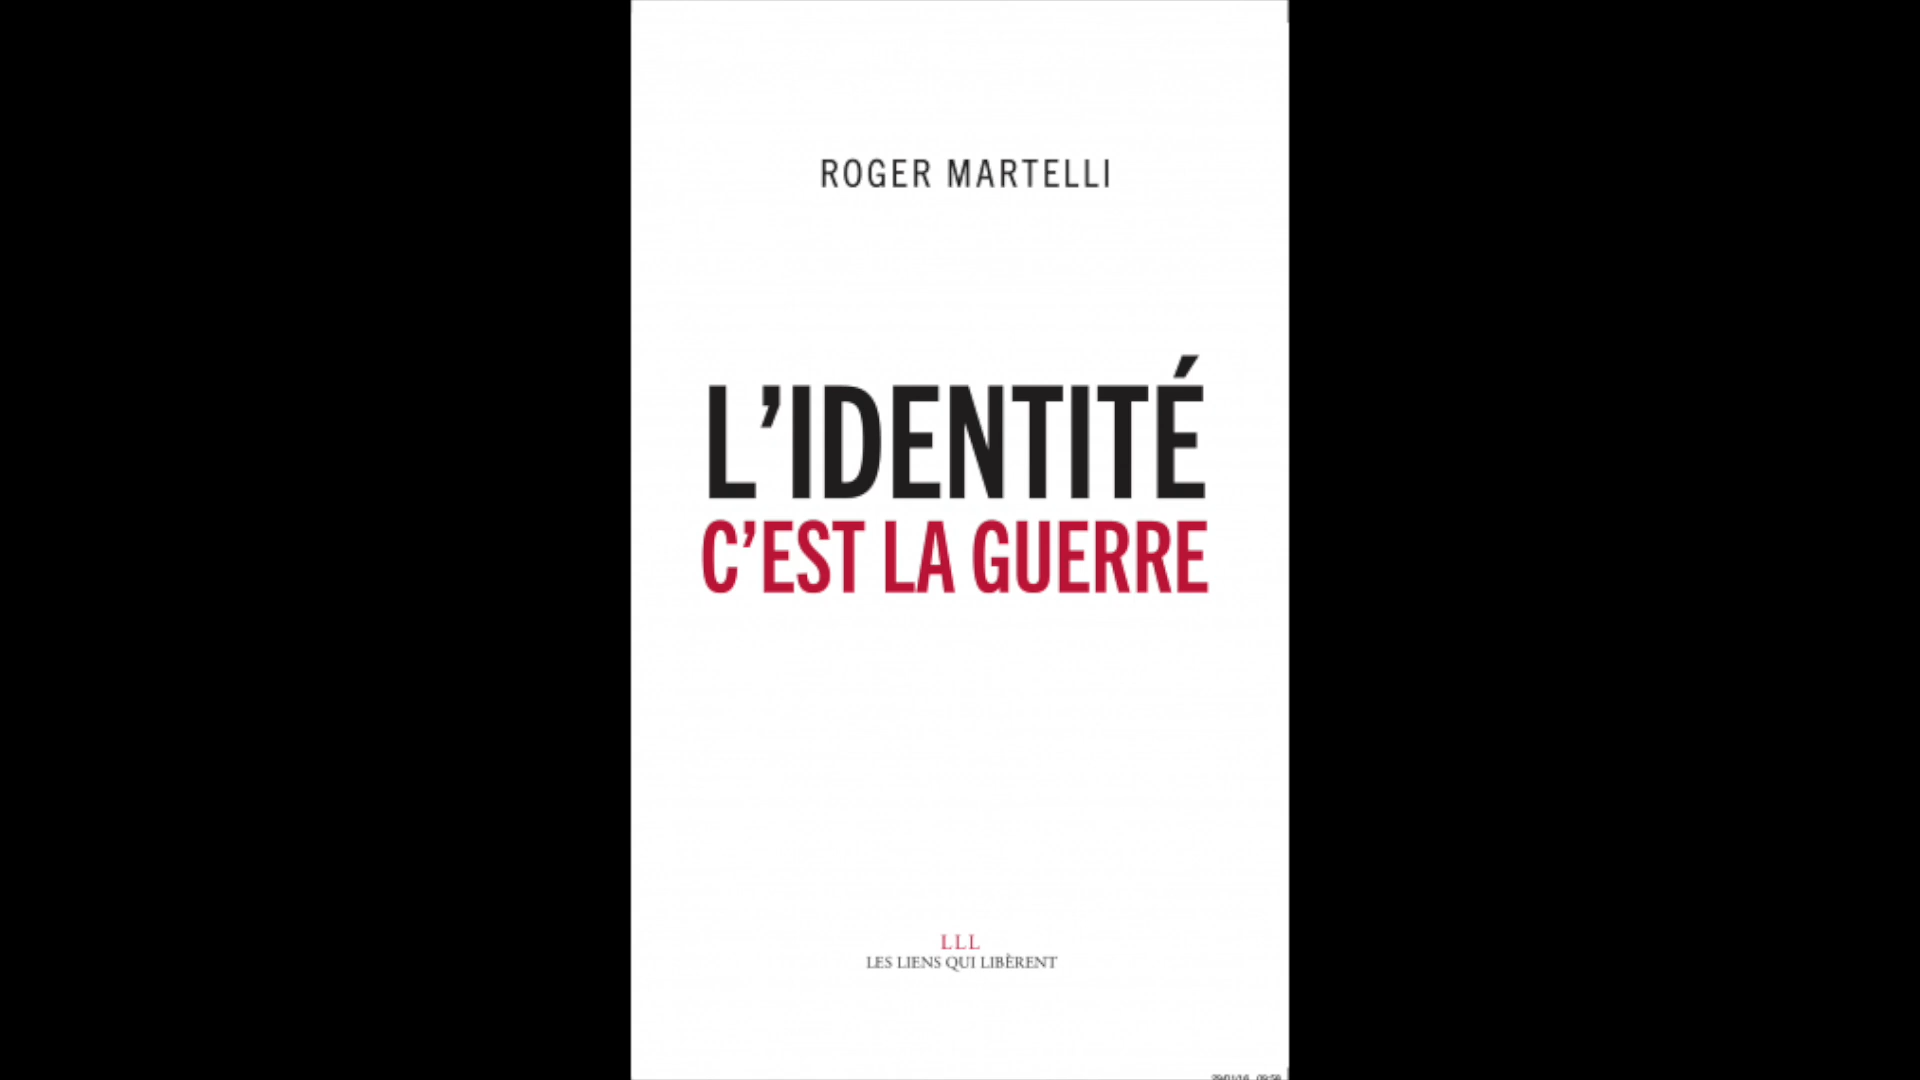 ROGER MARTELLI
L’IDENTITÉ
C’EST LA GUERRE
LLL
LES LIENS QUI LIBÈRENT